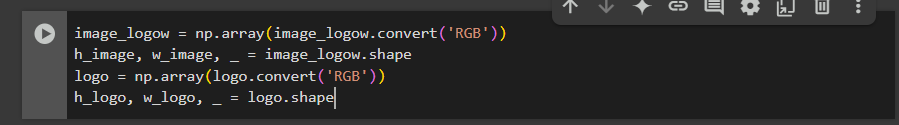 image_logow = np.array(image_logow.convert('RGB'))
h_image, w_image, _ = image_logow.shape
logo = np.array(logo.convert('RGB'))
h_logo, w_logo, _ = logo.shape